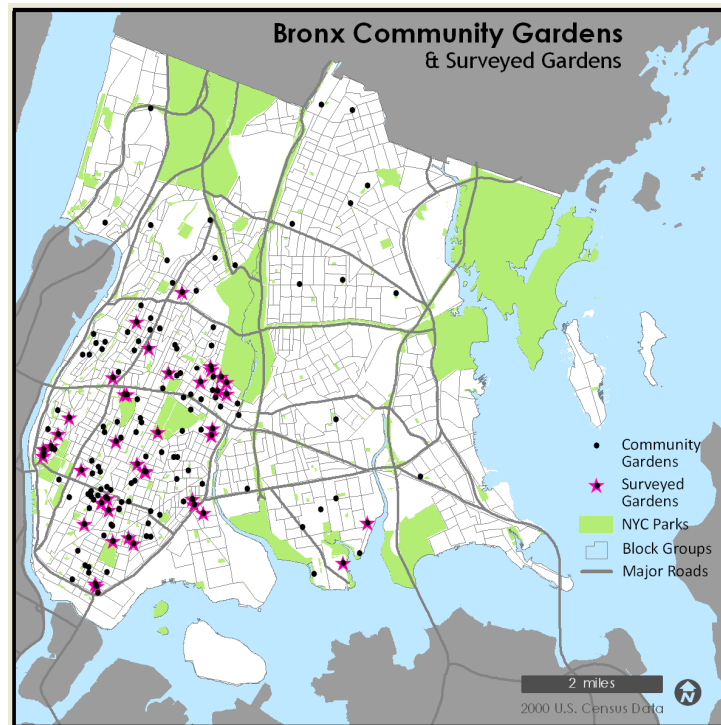 Bronx Community Gardens
& Surveyed Gardens
Community
Gardens
Surveyed
Gardens
NYC Parks
Block Groups
Major Roads
2 miles
N
2000 U.S. Census Data